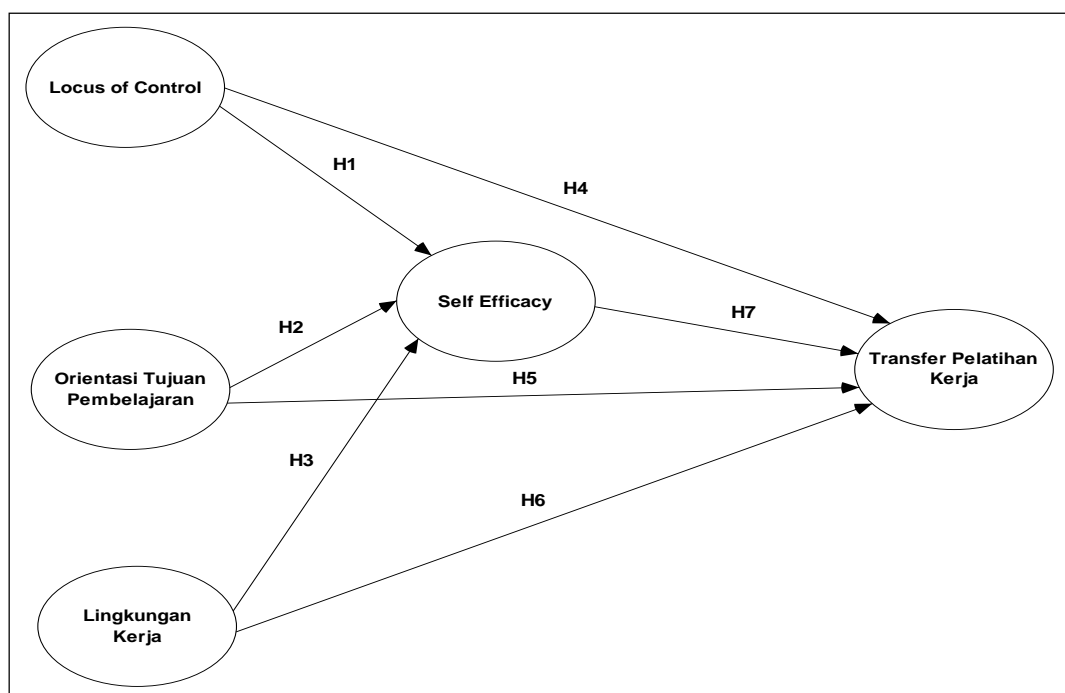 Locus of Control
H1
H4
Self Efficacy
H2
H7
Orientasi Tujuan
Pembelajaran
H5
Transfer Pelatihan
Kerja
H3
H6
Lingkungan
Kerja